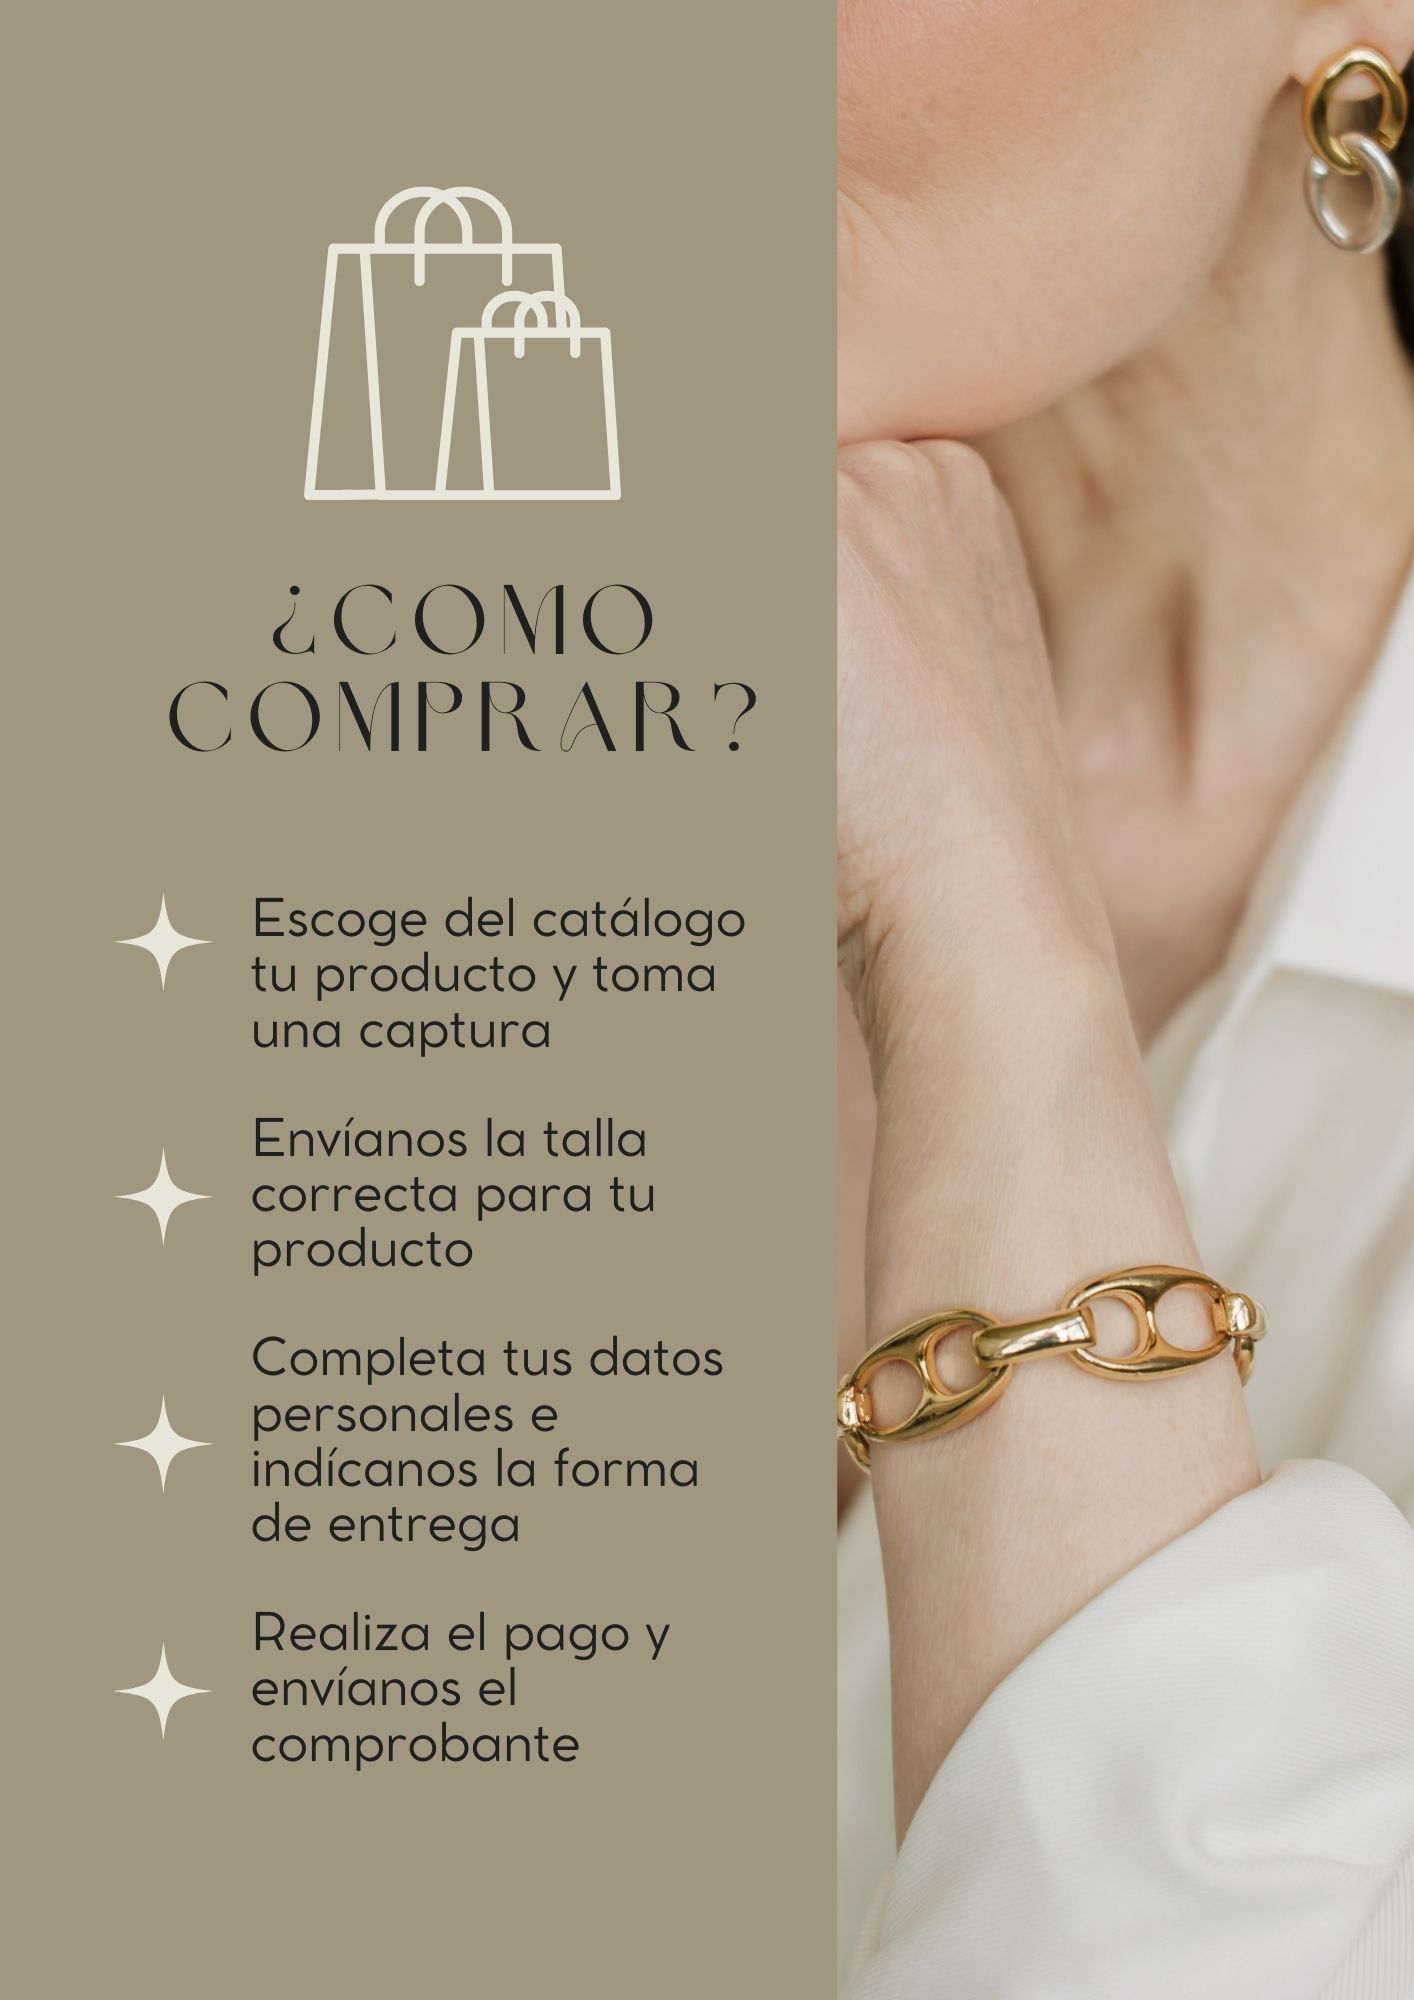 ¿COMO
COMPRAR?
Escoge del catálogo
tu producto y toma
una captura
Envíanos la talla
correcta para tu
producto
Completa tus datos
personales e
indícanos la forma
de entrega
Realiza el pago y
envíanos el
comprobante